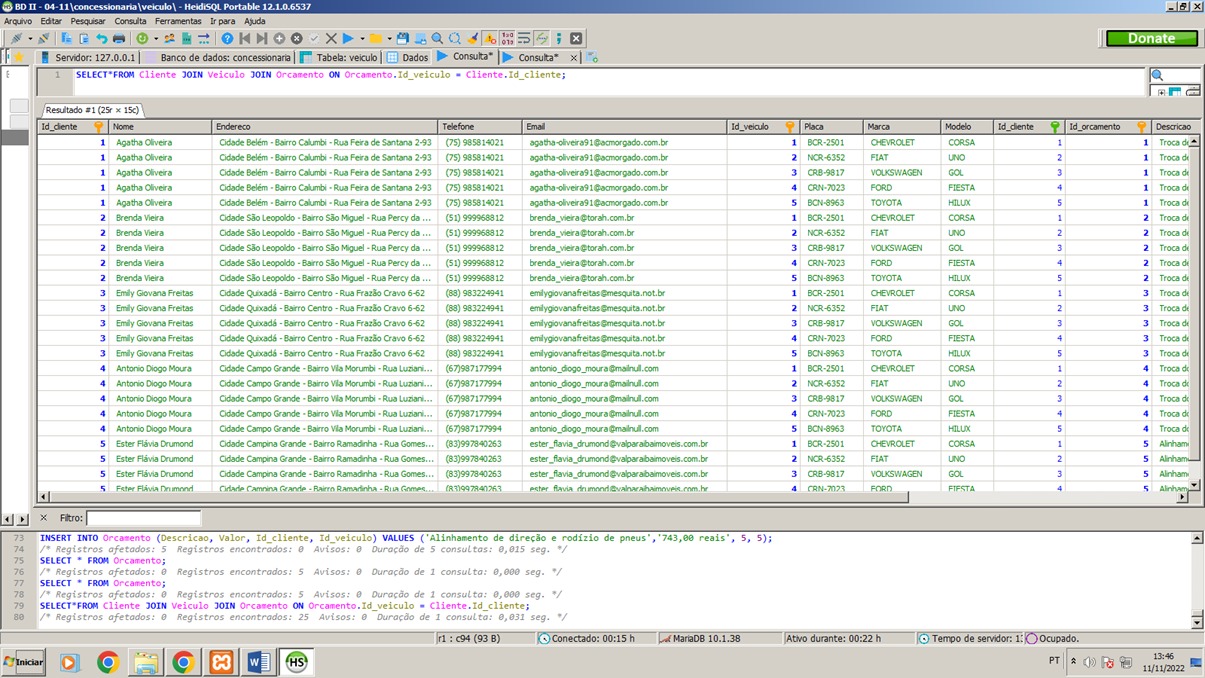 BD II - 04-11\concessionaria\veiculo\ - HeidiSQL Portable 12.1.0.6537
Arquivo Editar Pesquisar Consulta Ferramentas Ir para Ajuda
Donate
Servidor: 127.0.0.1 Banco de dados: concessionaria Tabela: veiculo Dados Consulta* Consulta*
1 SELECT*FROM Cliente JOIN Veiculo JOIN Orcamento ON Orcamento.Id_veiculo = Cliente.Id_cliente;
Resultado #1 (25r × 15c)
Id_cliente Nome Endereco Telefone Email Id_veiculo Placa Marca Modelo Id_cliente Id_orcamento Descricao
1 Agatha Oliveira Cidade Belém - Bairro Calumbi - Rua Feira de Santana 2-93 (75) 985814021 agatha-oliveira91@acmorgado.com.br 1 BCR-2501 CHEVROLET CORSA 1 1 Troca de
1 Agatha Oliveira Cidade Belém - Bairro Calumbi - Rua Feira de Santana 2-93 (75) 985814021 agatha-oliveira91@acmorgado.com.br 2 NCR-6352 FIAT UNO 2 1 Troca de
1 Agatha Oliveira Cidade Belém - Bairro Calumbi - Rua Feira de Santana 2-93 (75) 985814021 agatha-oliveira91@acmorgado.com.br 3 CRB-9817 VOLKSWAGEN GOL 3 1 Troca de
1 Agatha Oliveira Cidade Belém - Bairro Calumbi - Rua Feira de Santana 2-93 (75) 985814021 agatha-oliveira91@acmorgado.com.br 4 CRN-7023 FORD FIESTA 4 1 Troca de
1 Agatha Oliveira Cidade Belém - Bairro Calumbi - Rua Feira de Santana 2-93 (75) 985814021 agatha-oliveira91@acmorgado.com.br 5 BCN-8963 TOYOTA HILUX 5 1 Troca de
2 Brenda Vieira Cidade São Leopoldo - Bairro São Miguel - Rua Percy da ... (51) 999968812 brenda_vieira@torah.com.br 1 BCR-2501 CHEVROLET CORSA 1 2 Troca de
2 Brenda Vieira Cidade São Leopoldo - Bairro São Miguel - Rua Percy da ... (51) 999968812 brenda_vieira@torah.com.br 2 NCR-6352 FIAT UNO 2 2 Troca de
2 Brenda Vieira Cidade São Leopoldo - Bairro São Miguel - Rua Percy da ... (51) 999968812 brenda_vieira@torah.com.br 3 CRB-9817 VOLKSWAGEN GOL 3 2 Troca de
2 Brenda Vieira Cidade São Leopoldo - Bairro São Miguel - Rua Percy da ... (51) 999968812 brenda_vieira@torah.com.br 4 CRN-7023 FORD FIESTA 4 2 Troca de
2 Brenda Vieira Cidade São Leopoldo - Bairro São Miguel - Rua Percy da ... (51) 999968812 brenda_vieira@torah.com.br 5 BCN-8963 TOYOTA HILUX 5 2 Troca de
3 Emily Giovana Freitas Cidade Quixadá - Bairro Centro - Rua Frazão Cravo 6-62 (88) 983224941 emilygiovanafreitas@mesquita.not.br 1 BCR-2501 CHEVROLET CORSA 1 3 Troca de
3 Emily Giovana Freitas Cidade Quixadá - Bairro Centro - Rua Frazão Cravo 6-62 (88) 983224941 emilygiovanafreitas@mesquita.not.br 2 NCR-6352 FIAT UNO 2 3 Troca de
3 Emily Giovana Freitas Cidade Quixadá - Bairro Centro - Rua Frazão Cravo 6-62 (88) 983224941 emilygiovanafreitas@mesquita.not.br 3 CRB-9817 VOLKSWAGEN GOL 3 3 Troca de
3 Emily Giovana Freitas Cidade Quixadá - Bairro Centro - Rua Frazão Cravo 6-62 (88) 983224941 emilygiovanafreitas@mesquita.not.br 4 CRN-7023 FORD FIESTA 4 3 Troca de
3 Emily Giovana Freitas Cidade Quixadá - Bairro Centro - Rua Frazão Cravo 6-62 (88) 983224941 emilygiovanafreitas@mesquita.not.br 5 BCN-8963 TOYOTA HILUX 5 3 Troca de
4 Antonio Diogo Moura Cidade Campo Grande - Bairro Vila Morumbi - Rua Luziani... (67)987177994 antonio_diogo_moura@mailnull.com 1 BCR-2501 CHEVROLET CORSA 1 4 Troca do
4 Antonio Diogo Moura Cidade Campo Grande - Bairro Vila Morumbi - Rua Luziani... (67)987177994 antonio_diogo_moura@mailnull.com 2 NCR-6352 FIAT UNO 2 4 Troca do
4 Antonio Diogo Moura Cidade Campo Grande - Bairro Vila Morumbi - Rua Luziani... (67)987177994 antonio_diogo_moura@mailnull.com 3 CRB-9817 VOLKSWAGEN GOL 3 4 Troca do
4 Antonio Diogo Moura Cidade Campo Grande - Bairro Vila Morumbi - Rua Luziani... (67)987177994 antonio_diogo_moura@mailnull.com 4 CRN-7023 FORD FIESTA 4 4 Troca do
4 Antonio Diogo Moura Cidade Campo Grande - Bairro Vila Morumbi - Rua Luziani... (67)987177994 antonio_diogo_moura@mailnull.com 5 BCN-8963 TOYOTA HILUX 5 4 Troca do
5 Ester Flávia Drumond Cidade Campina Grande - Bairro Ramadinha - Rua Gomes... (83)997840263 ester_flavia_drumond@valparaibaimoveis.com.br 1 BCR-2501 CHEVROLET CORSA 1 5 Alinham
5 Ester Flávia Drumond Cidade Campina Grande - Bairro Ramadinha - Rua Gomes... (83)997840263 ester_flavia_drumond@valparaibaimoveis.com.br 2 NCR-6352 FIAT UNO 2 5 Alinham
5 Ester Flávia Drumond Cidade Campina Grande - Bairro Ramadinha - Rua Gomes... (83)997840263 ester_flavia_drumond@valparaibaimoveis.com.br 3 CRB-9817 VOLKSWAGEN GOL 3 5 Alinham
5 Ester Flávia Drumond Cidade Campina Grande - Bairro Ramadinha - Rua Gomes... (83)997840263 ester_flavia_drumond@valparaibaimoveis.com.br 4 CRN-7023 FORD FIESTA 4 5 Alinham
Filtro:
73 INSERT INTO Orcamento (Descricao, Valor, Id_cliente, Id_veiculo) VALUES ('Alinhamento de direção e rodízio de pneus','743,00 reais', 5, 5);
74 /* Registros afetados: 5 Registros encontrados: 0 Avisos: 0 Duração de 5 consultas: 0,015 seg. */
75 SELECT * FROM Orcamento;
76 /* Registros afetados: 0 Registros encontrados: 5 Avisos: 0 Duração de 1 consulta: 0,000 seg. */
77 SELECT * FROM Orcamento;
78 /* Registros afetados: 0 Registros encontrados: 5 Avisos: 0 Duração de 1 consulta: 0,000 seg. */
79 SELECT*FROM Cliente JOIN Veiculo JOIN Orcamento ON Orcamento.Id_veiculo = Cliente.Id_cliente;
80 /* Registros afetados: 0 Registros encontrados: 25 Avisos: 0 Duração de 1 consulta: 0,031 seg. */
r1 : c94 (93 B) Conectado: 00:15 h MariaDB 10.1.38 Ativo durante: 00:22 h Tempo de servidor: 13 Ocupado.
Iniciar
PT
13:46
11/11/2022